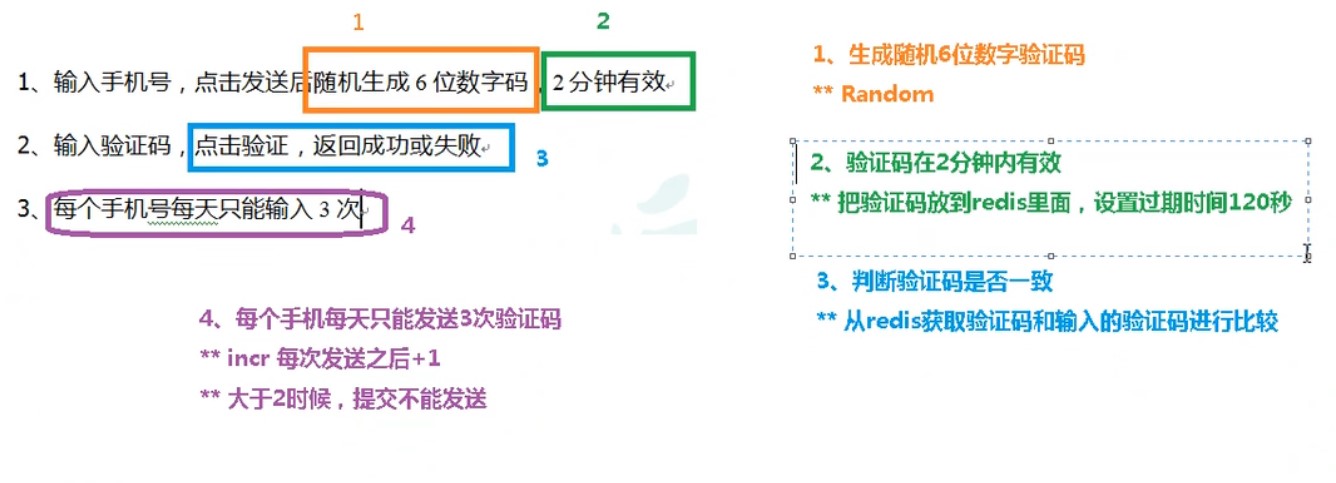 1
2
1、输入手机号，点击发送后随机生成 6 位数字码，2 分钟有效
2、输入验证码，点击验证，返回成功或失败
3
3、每个手机号每天只能输入 3 次
4
4、每个手机每天只能发送3次验证码
** incr 每次发送之后+1
** 大于2时候，提交不能发送
1、生成随机6位数字验证码
** Random
2、验证码在2分钟内有效
** 把验证码放到redis里面，设置过期时间120秒
3、判断验证码是否一致
** 从redis获取验证码和输入的验证码进行比较